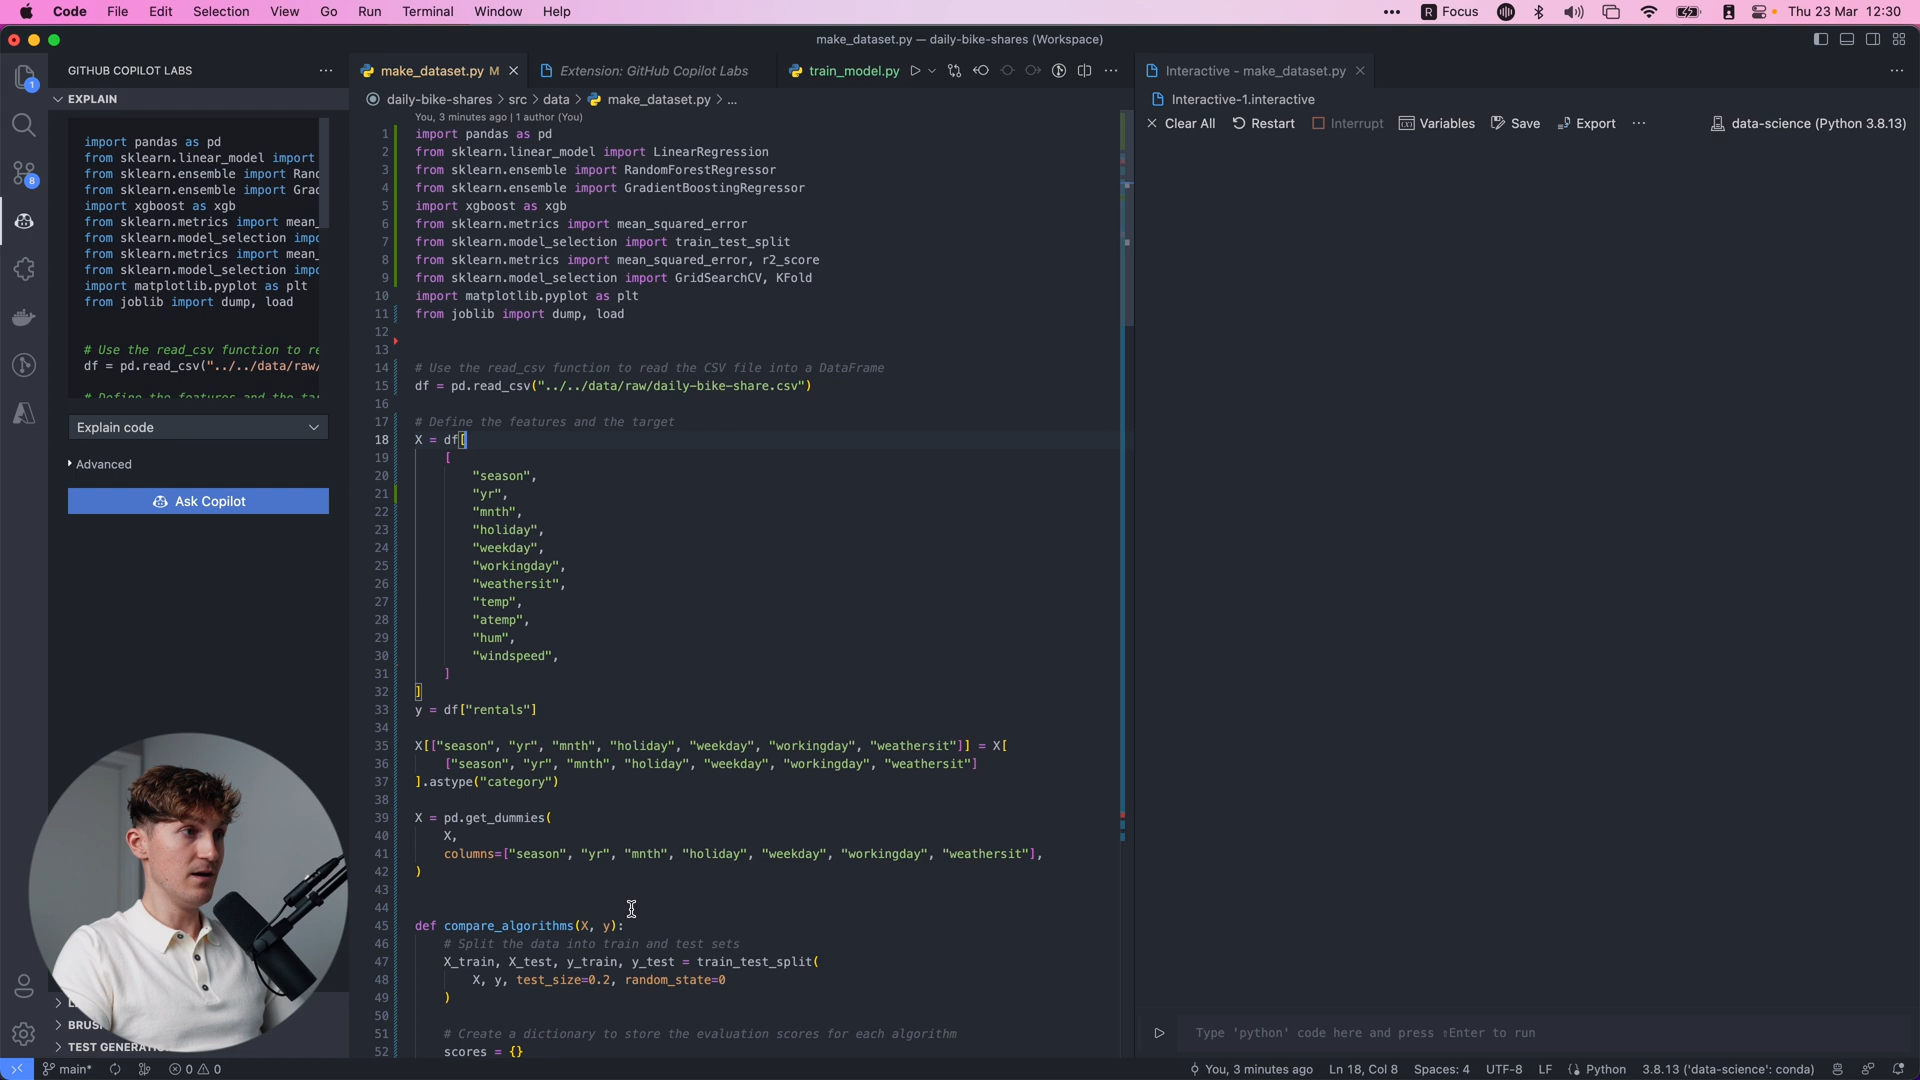 Code File Edit Selection View Go Run Terminal Window Help
R Focus Thu 23 Mar 12:30
make_dataset.py — daily-bike-shares (Workspace)
GITHUB COPILOT LABS
EXPLAIN
import pandas as pd
from sklearn.linear_model import
from sklearn.ensemble import Rand
from sklearn.ensemble import Grad
import xgboost as xgb
from sklearn.metrics import mean_
from sklearn.model_selection impo
from sklearn.metrics import mean_
from sklearn.model_selection impo
import matplotlib.pyplot as plt
from joblib import dump, load
# Use the read_csv function to re
df = pd.read_csv("../../data/raw/
# Define the features and the tar
Explain code
Advanced
Ask Copilot
BRUS
TEST GENERATI
1
8
make_dataset.py M
Extension: GitHub Copilot Labs
train_model.py
daily-bike-shares > src > data > make_dataset.py > ...
You, 3 minutes ago | 1 author (You)
1 import pandas as pd
2 from sklearn.linear_model import LinearRegression
3 from sklearn.ensemble import RandomForestRegressor
4 from sklearn.ensemble import GradientBoostingRegressor
5 import xgboost as xgb
6 from sklearn.metrics import mean_squared_error
7 from sklearn.model_selection import train_test_split
8 from sklearn.metrics import mean_squared_error, r2_score
9 from sklearn.model_selection import GridSearchCV, KFold
10 import matplotlib.pyplot as plt
11 from joblib import dump, load
12
13
14 # Use the read_csv function to read the CSV file into a DataFrame
15 df = pd.read_csv("../../data/raw/daily-bike-share.csv")
16
17 # Define the features and the target
18 X = df[
19 [
20 "season",
21 "yr",
22 "mnth",
23 "holiday",
24 "weekday",
25 "workingday",
26 "weathersit",
27 "temp",
28 "atemp",
29 "hum",
30 "windspeed",
31 ]
32 ]
33 y = df["rentals"]
34
35 X[["season", "yr", "mnth", "holiday", "weekday", "workingday", "weathersit"]] = X[
36 ["season", "yr", "mnth", "holiday", "weekday", "workingday", "weathersit"]
37 ].astype("category")
38
39 X = pd.get_dummies(
40 X,
41 columns=["season", "yr", "mnth", "holiday", "weekday", "workingday", "weathersit"],
42 )
43
44
45 def compare_algorithms(X, y):
46 # Split the data into train and test sets
47 X_train, X_test, y_train, y_test = train_test_split(
48 X, y, test_size=0.2, random_state=0
49 )
50
51 # Create a dictionary to store the evaluation scores for each algorithm
52 scores = {}
Interactive - make_dataset.py
Interactive-1.interactive
Clear All Restart Interrupt Variables Save Export ... data-science (Python 3.8.13)
Type 'python' code here and press ⇧Enter to run
main* 0 0 You, 3 minutes ago Ln 18, Col 8 Spaces: 4 UTF-8 LF Python 3.8.13 ('data-science': conda)